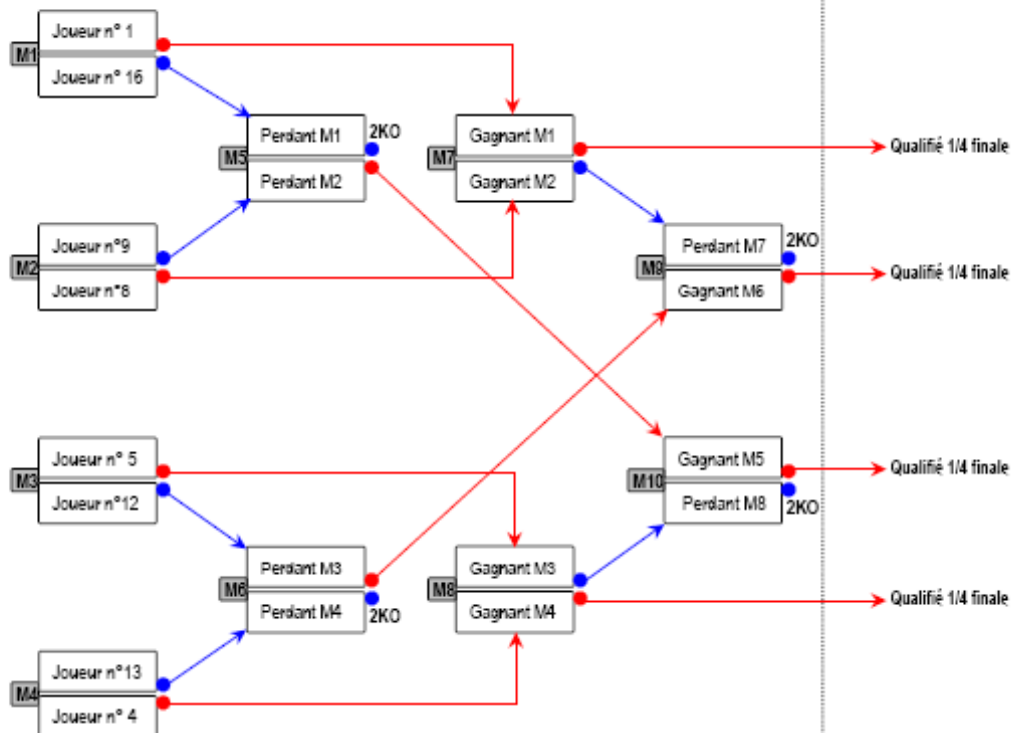 Joueur n° 1
M1
Joueur n° 16
Perdant M1
2KO
M5
Perdant M2
Gagnant M1
M7
Gagnant M2
Qualifié 1/4 finale
Joueur n°9
M2
Joueur n°8
Perdant M7
2KO
M9
Gagnant M6
Qualifié 1/4 finale
Joueur n° 5
M3
Joueur n°12
Gagnant M5
M10
Perdant M8
2KO
Qualifié 1/4 finale
Perdant M3
M6
Perdant M4
2KO
Gagnant M3
M8
Gagnant M4
Qualifié 1/4 finale
Joueur n°13
M4
Joueur n° 4